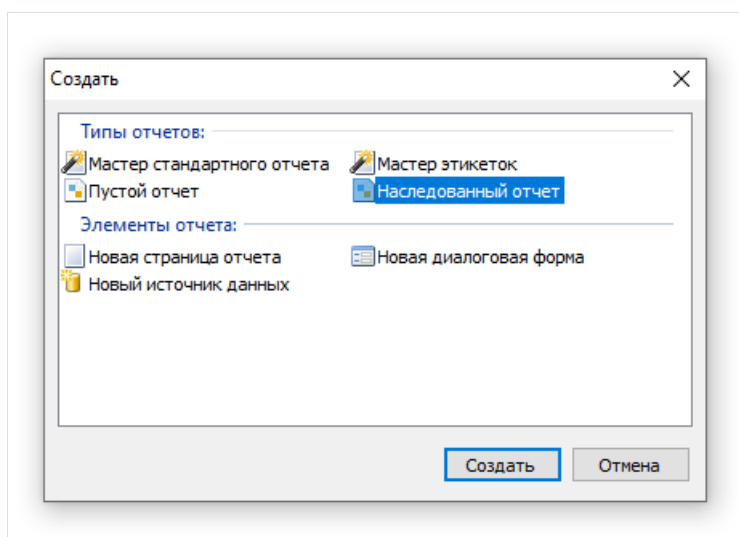 Создать
Типы отчетов:
Мастер стандартного отчета Мастер этикеток
Пустой отчет Наследованный отчет
Элементы отчета:
Новая страница отчета Новая диалоговая форма
Новый источник данных
Создать Отмена